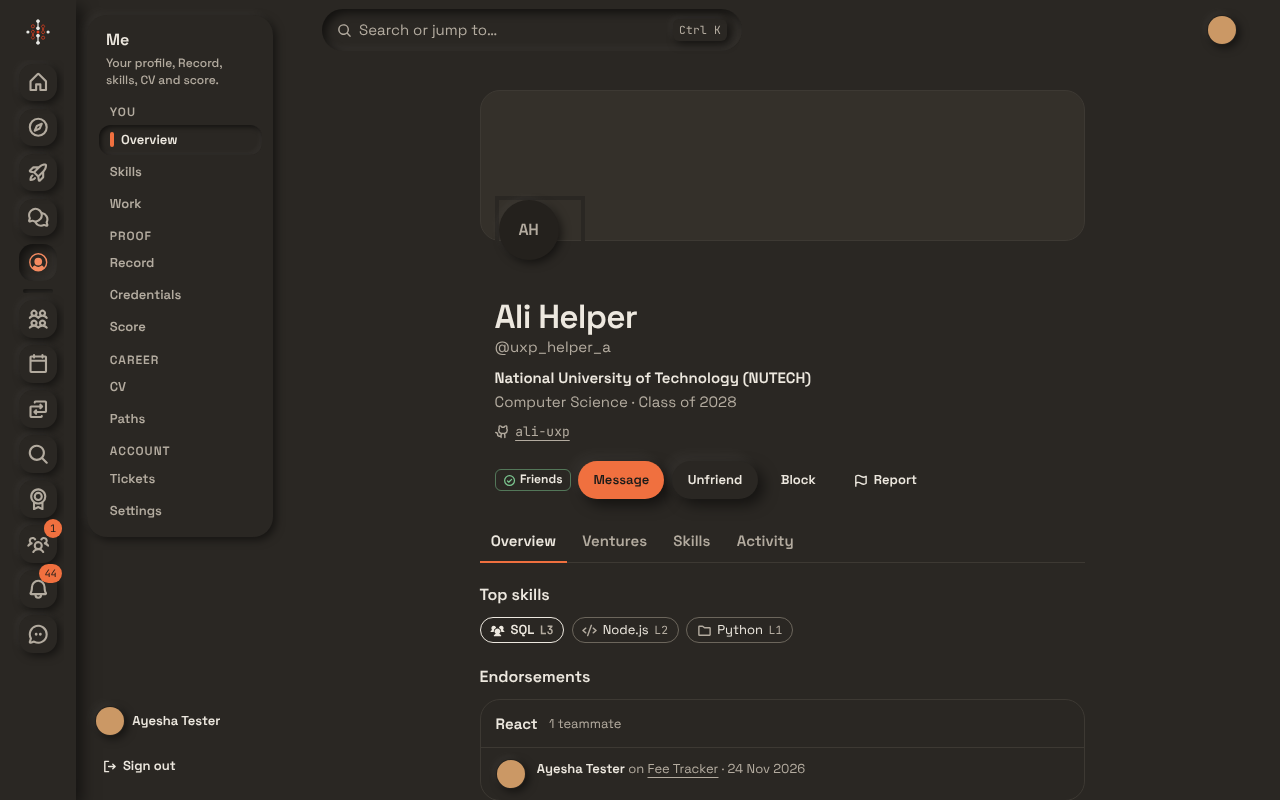 Me
Your profile, Record,
skills, CV and score.
YOU
Overview
Skills
Work
PROOF
Record
Credentials
Score
CAREER
CV
Paths
ACCOUNT
Tickets
Settings
1
44
Ayesha Tester
Sign out
Search or jump to…
Ctrl K
AH
Ali Helper
@uxp_helper_a
National University of Technology (NUTECH)
Computer Science · Class of 2028
ali-uxp
Friends Message Unfriend Block Report
Overview Ventures Skills Activity
Top skills
SQL L3 Node.js L2 Python L1
Endorsements
React 1 teammate
Ayesha Tester on Fee Tracker · 24 Nov 2026